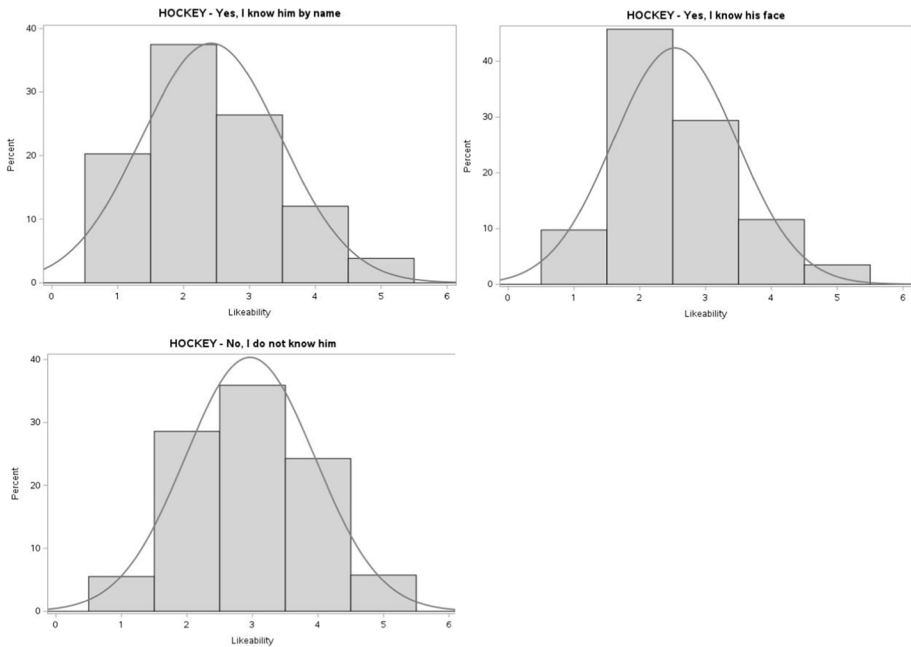 HOCKEY - Yes, I know him by name
40
30
20
10
0
Percent
0 1 2 3 4 5 6
Likeability
HOCKEY - Yes, I know his face
40
30
20
10
0
Percent
0 1 2 3 4 5 6
Likeability
HOCKEY - No, I do not know him
40
30
20
10
0
Percent
0 1 2 3 4 5 6
Likeability